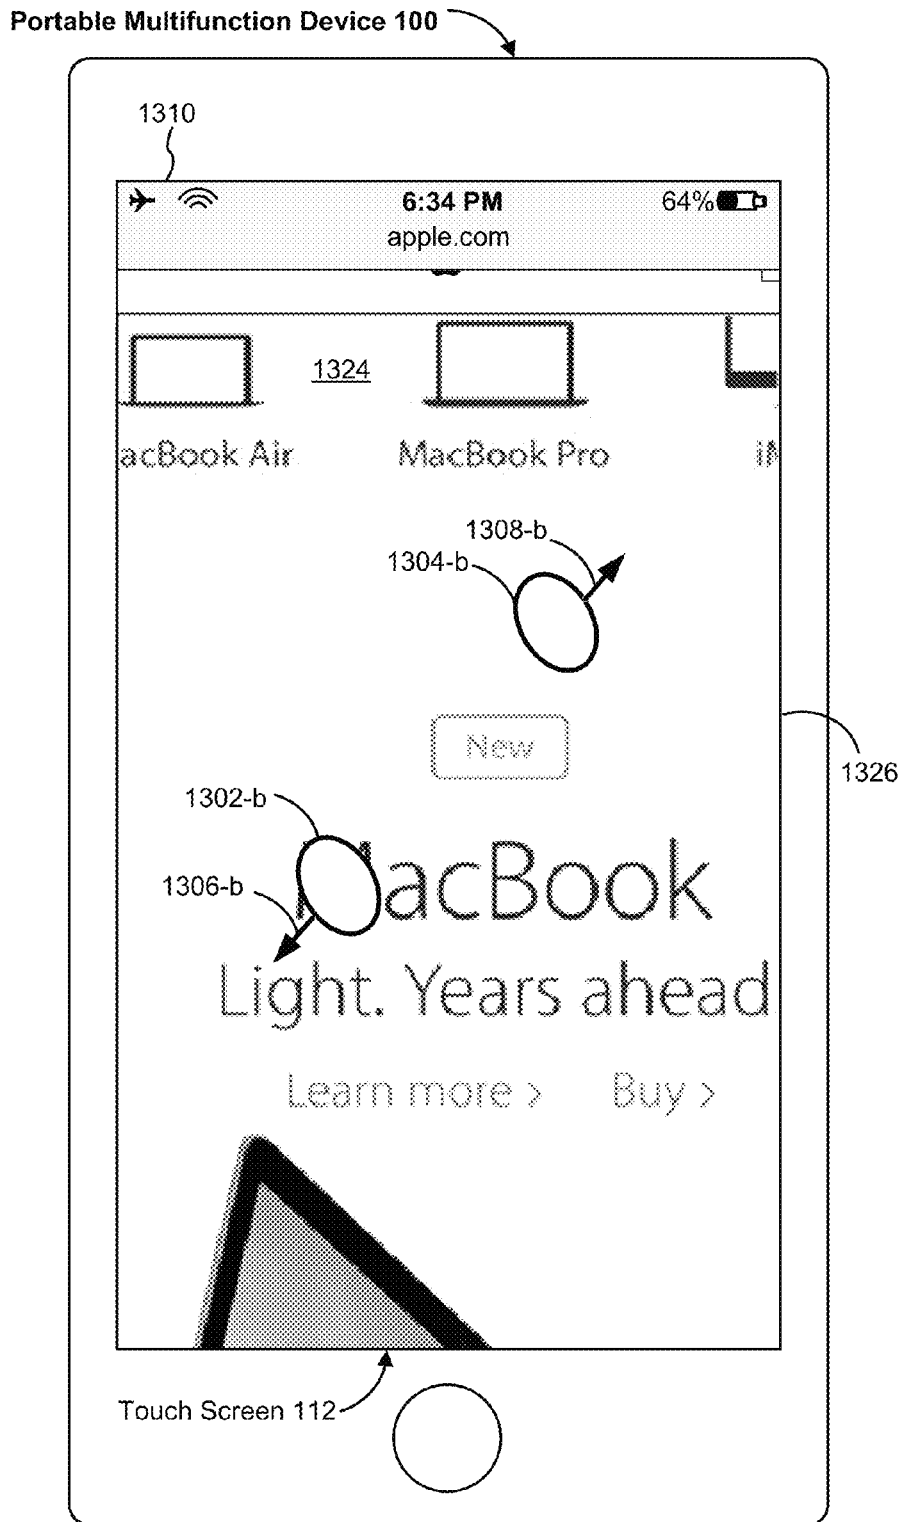 Portable Multifunction Device 100
1310
6:34 PM
64%
apple.com
1324
acBook Air
MacBook Pro
1308-b
1304-b
New
1326
1302-b
acBook
1306-b
Light. Years ahead
Learn more >
Buy >
Touch Screen 112